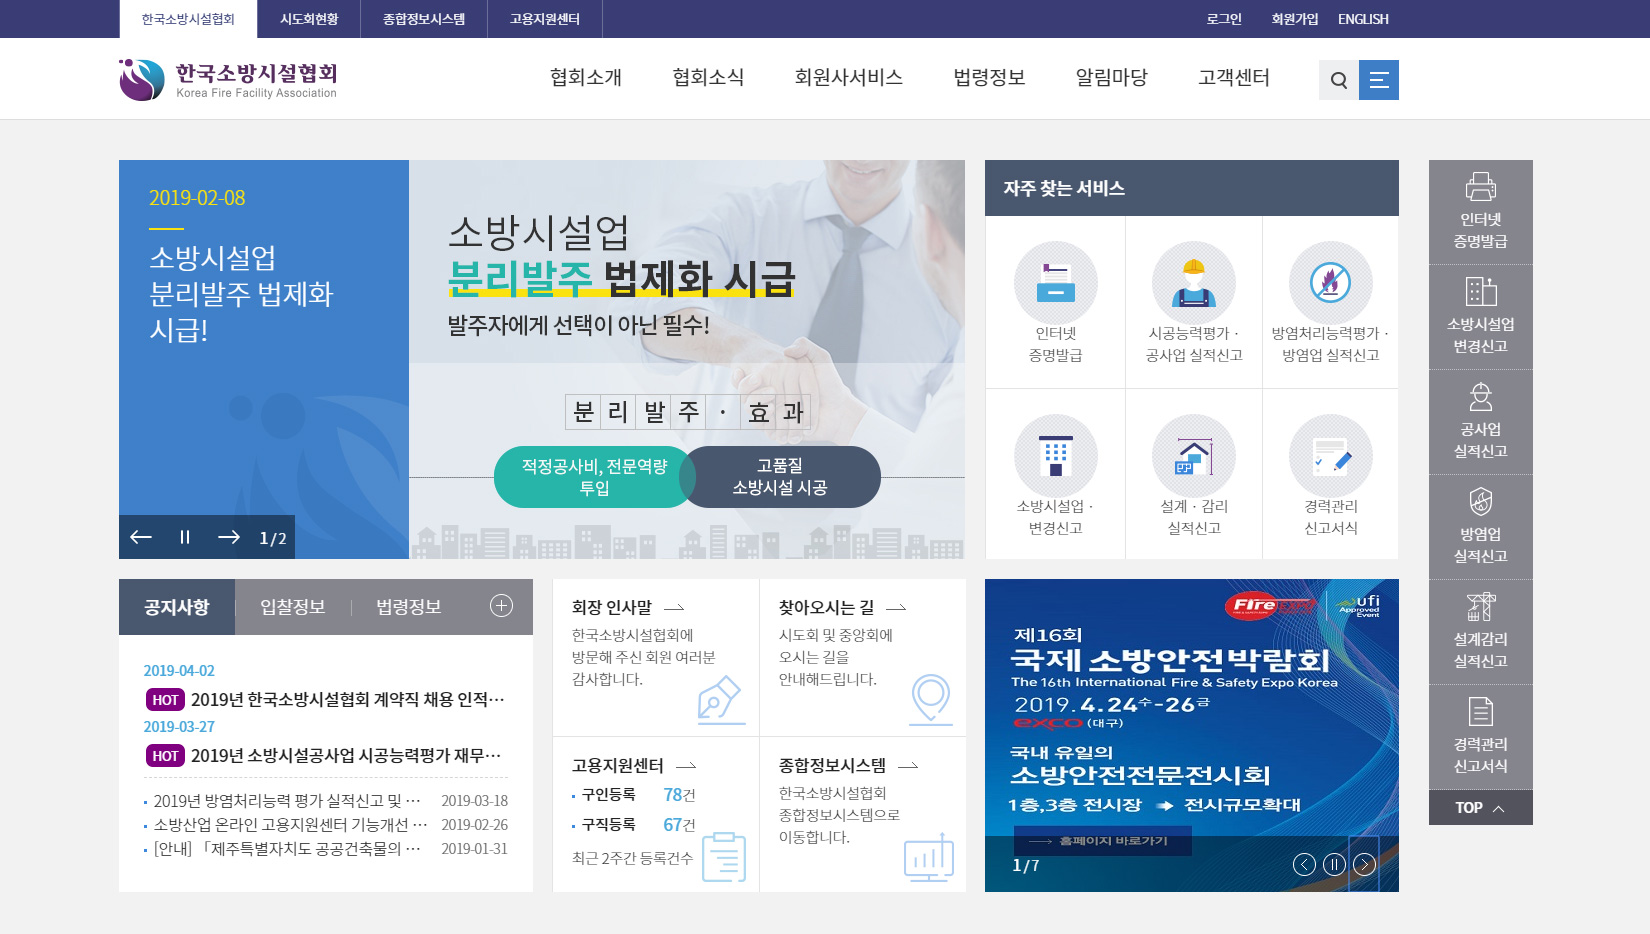 한국소방시설협회 시도회현황 종합정보시스템 고용지원센터 로그인 회원가입 ENGLISH
한국소방시설협회
Korea Fire Facility Association
협회소개 협회소식 회원사서비스 법령정보 알림마당 고객센터
2019-02-08
소방시설업
분리발주 법제화
시급!
1/2
소방시설업
분리발주 법제화 시급
발주자에게 선택이 아닌 필수!
분리발주·효과
적정공사비, 전문역량
투입
고품질
소방시설 시공
자주 찾는 서비스
인터넷
증명발급
시공능력평가 ·
공사업 실적신고
방염처리능력평가 ·
방염업 실적신고
소방시설업 ·
변경신고
설계 · 감리
실적신고
경력관리
신고서식
인터넷
증명발급
소방시설업
변경신고
공사업
실적신고
방염업
실적신고
설계감리
실적신고
경력관리
신고서식
TOP
공지사항 입찰정보 법령정보
2019-04-02
HOT 2019년 한국소방시설협회 계약직 채용 인적…
2019-03-27
HOT 2019년 소방시설공사업 시공능력평가 재무…
2019년 방염처리능력 평가 실적신고 및 … 2019-03-18
소방산업 온라인 고용지원센터 기능개선 … 2019-02-26
[안내] 「제주특별자치도 공공건축물의 … 2019-01-31
회장 인사말
한국소방시설협회에
방문해 주신 회원 여러분
감사합니다.
찾아오시는 길
시도회 및 중앙회에
오시는 길을
안내해드립니다.
고용지원센터
구인등록 78건
구직등록 67건
최근 2주간 등록건수
종합정보시스템
한국소방시설협회
종합정보시스템으로
이동합니다.
Fire EXPO
ufi
Approved
Event
제16회
국제 소방안전박람회
The 16th International Fire & Safety Expo Korea
2019. 4.24수-26금
exco (대구)
국내 유일의
소방안전전문전시회
1층,3층 전시장 전시규모확대
홈페이지 바로가기
1/7